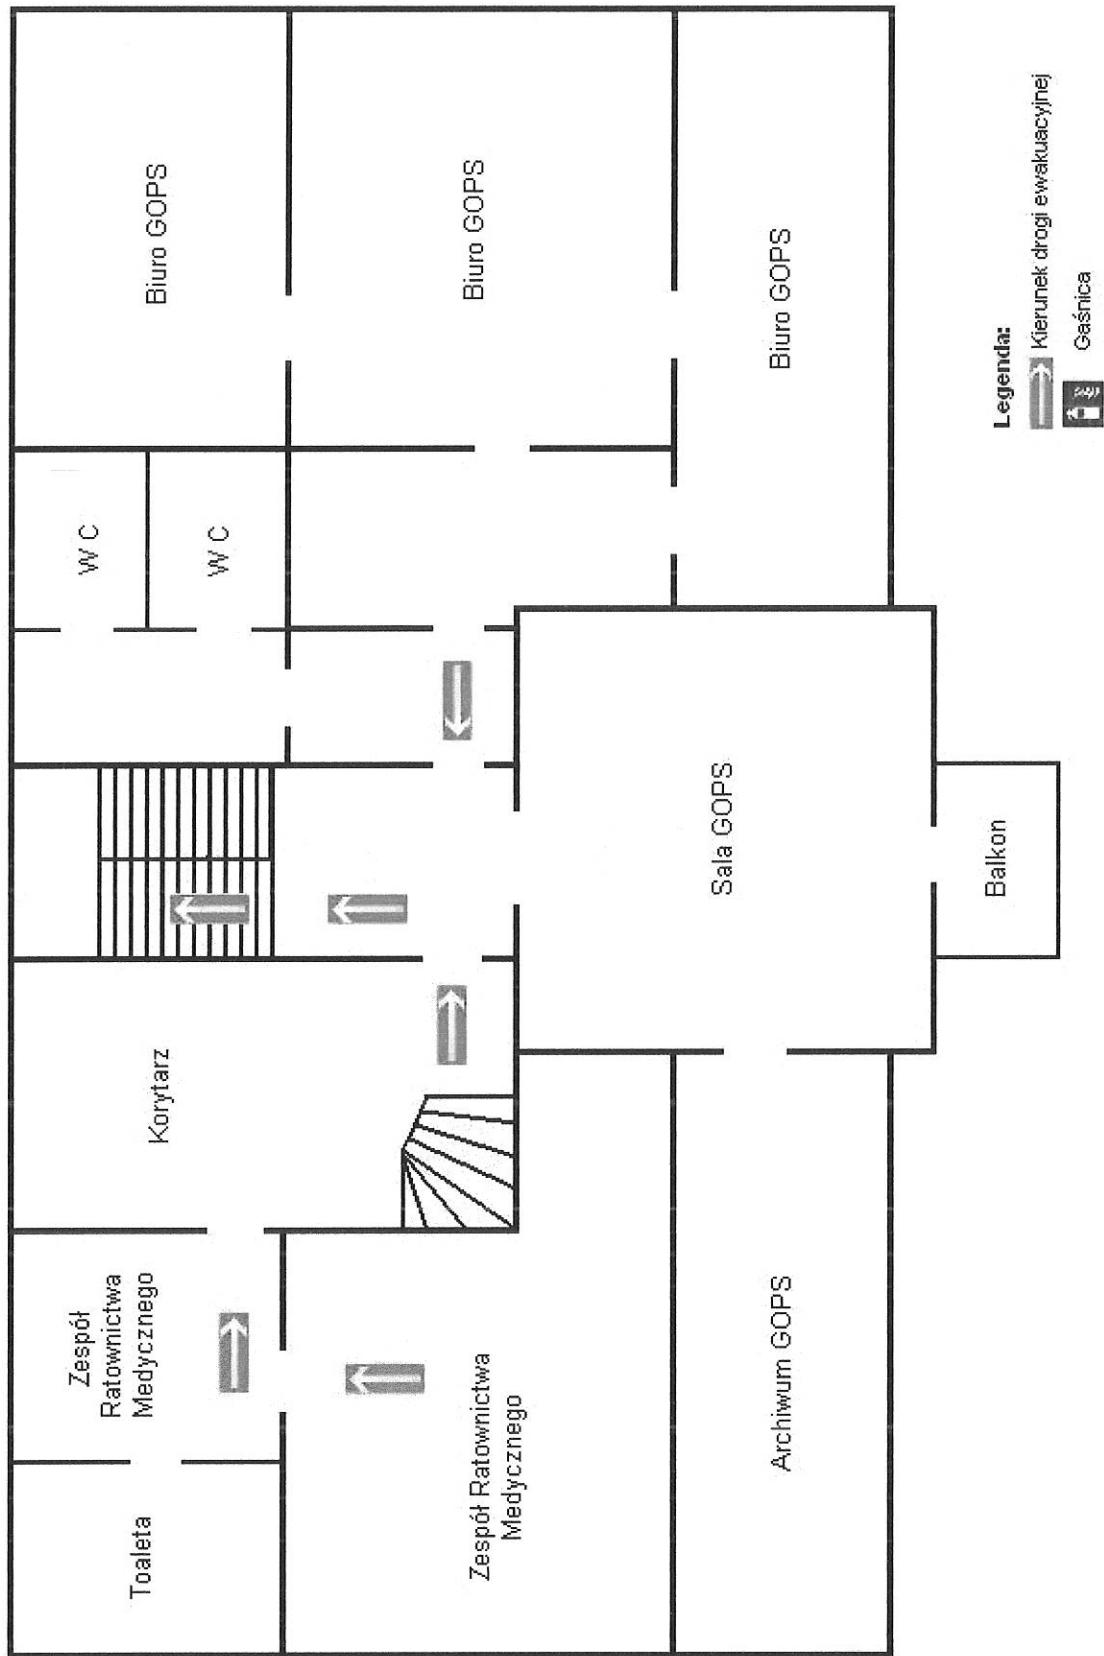 Toaleta
Zespół
Ratownictwa
Medycznego
Korytarz
W C
W C
Biuro GOPS
Zespół Ratownictwa
Medycznego
Biuro GOPS
Archiwum GOPS
Sala GOPS
Biuro GOPS
Balkon
Legenda:
Kierunek drogi ewakuacyjnej
Gaśnica